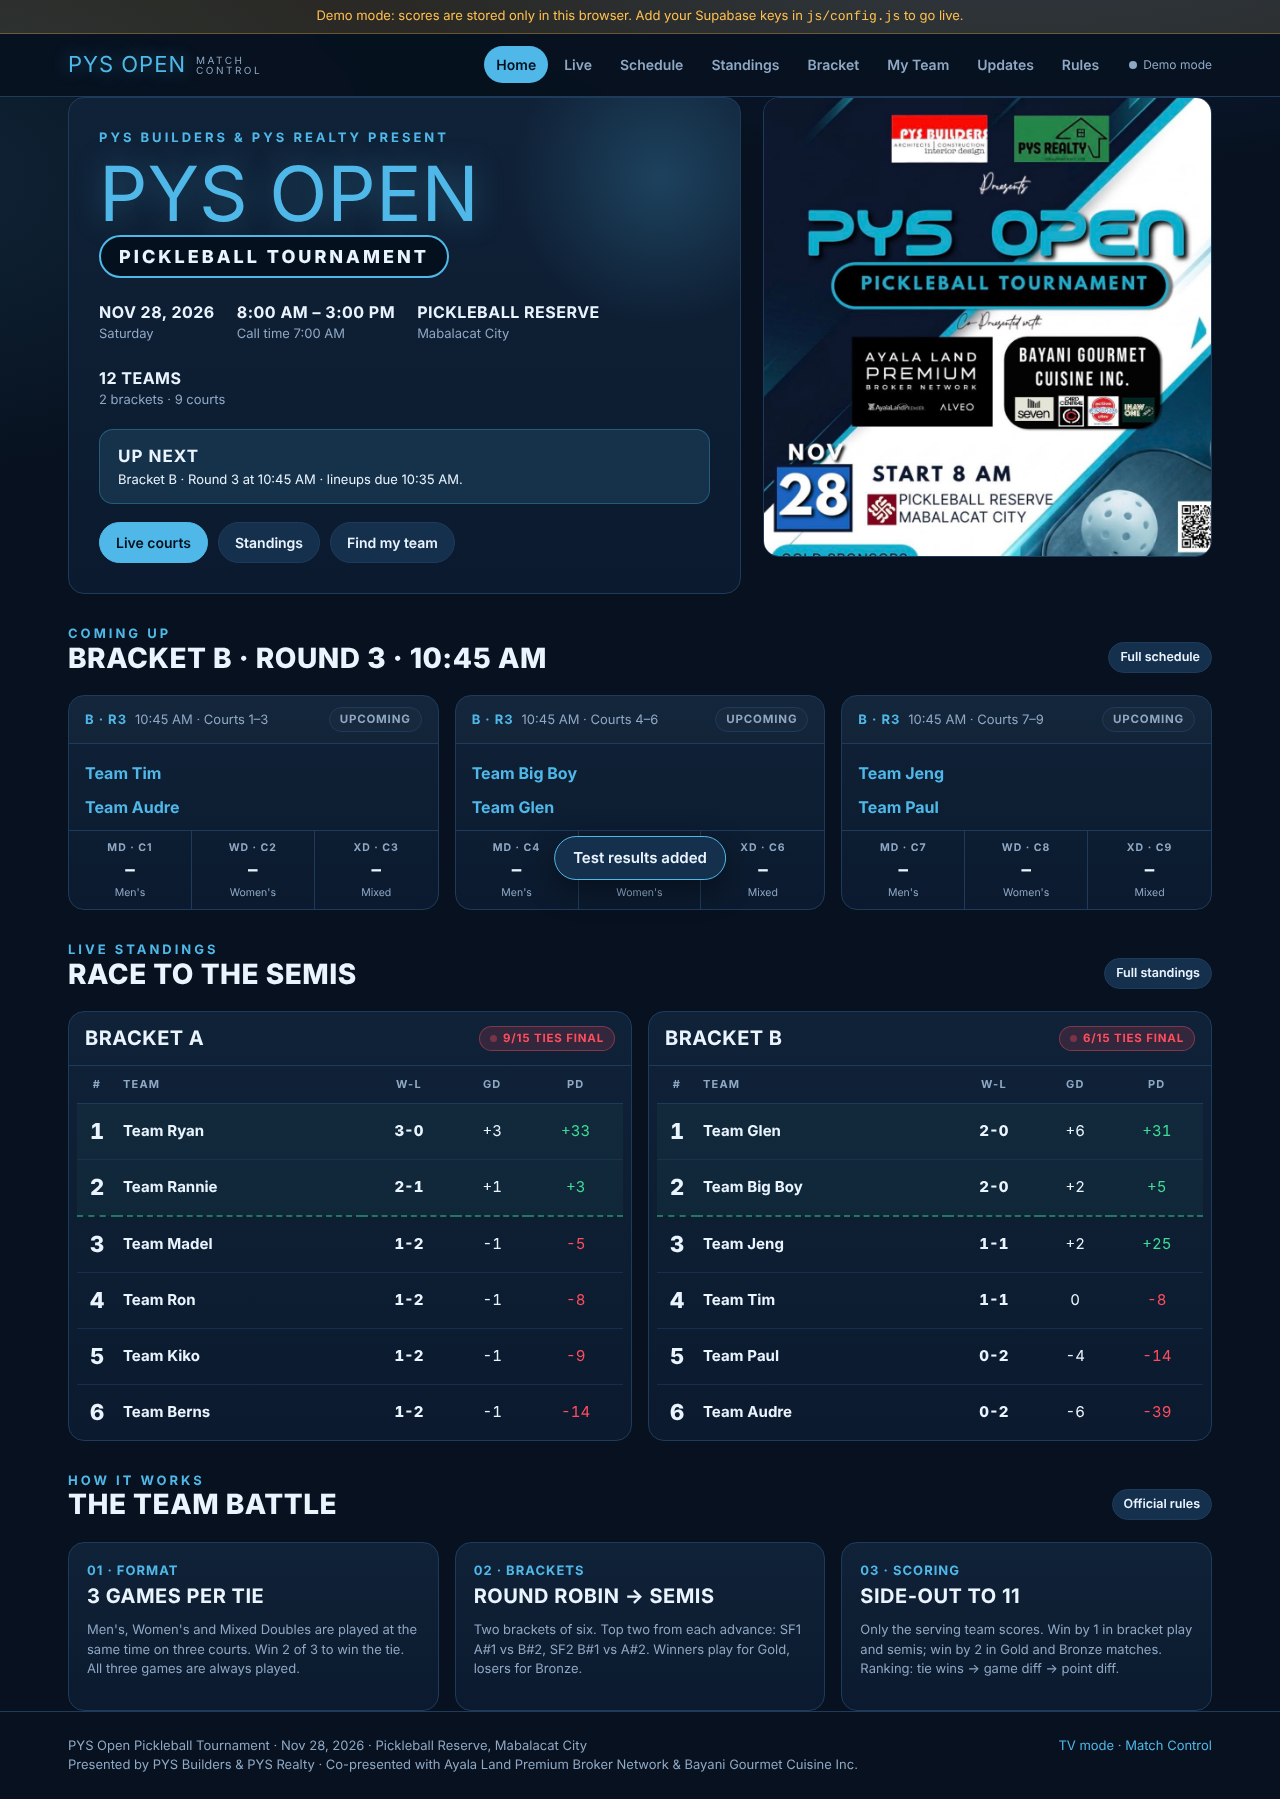 Demo mode: scores are stored only in this browser. Add your Supabase keys in js/config.js to go live.
PYS OPEN MATCH CONTROL
Home Live Schedule Standings Bracket My Team Updates Rules Demo mode
PYS BUILDERS & PYS REALTY PRESENT
PYS OPEN
PICKLEBALL TOURNAMENT
NOV 28, 2026 8:00 AM – 3:00 PM PICKLEBALL RESERVE
Saturday Call time 7:00 AM Mabalacat City
12 TEAMS
2 brackets · 9 courts
UP NEXT
Bracket B · Round 3 at 10:45 AM · lineups due 10:35 AM.
Live courts Standings Find my team
PYS BUILDERS
ARCHITECTS | CONSTRUCTION
interior design
PYS REALTY
Presents
PYS OPEN
PICKLEBALL TOURNAMENT
Co-Presented with
AYALA LAND
PREMIUM
BROKER NETWORK
AyalaLandPREMIER ALVEO
BAYANI GOURMET
CUISINE INC.
seven
NOV
28
START 8 AM
PICKLEBALL RESERVE
MABALACAT CITY
GOLD SPONSORS
COMING UP
BRACKET B · ROUND 3 · 10:45 AM
Full schedule
B · R3 10:45 AM · Courts 1–3 UPCOMING
Team Tim
Team Audre
MD · C1 WD · C2 XD · C3
– – –
Men's Women's Mixed
B · R3 10:45 AM · Courts 4–6 UPCOMING
Team Big Boy
Team Glen
MD · C4 XD · C6
– –
Men's Women's Mixed
Test results added
B · R3 10:45 AM · Courts 7–9 UPCOMING
Team Jeng
Team Paul
MD · C7 WD · C8 XD · C9
– – –
Men's Women's Mixed
LIVE STANDINGS
RACE TO THE SEMIS
Full standings
BRACKET A 9/15 TIES FINAL
# TEAM W-L GD PD
1 Team Ryan 3-0 +3 +33
2 Team Rannie 2-1 +1 +3
3 Team Madel 1-2 -1 -5
4 Team Ron 1-2 -1 -8
5 Team Kiko 1-2 -1 -9
6 Team Berns 1-2 -1 -14
BRACKET B 6/15 TIES FINAL
# TEAM W-L GD PD
1 Team Glen 2-0 +6 +31
2 Team Big Boy 2-0 +2 +5
3 Team Jeng 1-1 +2 +25
4 Team Tim 1-1 0 -8
5 Team Paul 0-2 -4 -14
6 Team Audre 0-2 -6 -39
HOW IT WORKS
THE TEAM BATTLE
Official rules
01 · FORMAT
3 GAMES PER TIE
Men's, Women's and Mixed Doubles are played at the
same time on three courts. Win 2 of 3 to win the tie.
All three games are always played.
02 · BRACKETS
ROUND ROBIN → SEMIS
Two brackets of six. Top two from each advance: SF1
A#1 vs B#2, SF2 B#1 vs A#2. Winners play for Gold,
losers for Bronze.
03 · SCORING
SIDE-OUT TO 11
Only the serving team scores. Win by 1 in bracket play
and semis; win by 2 in Gold and Bronze matches.
Ranking: tie wins → game diff → point diff.
PYS Open Pickleball Tournament · Nov 28, 2026 · Pickleball Reserve, Mabalacat City
Presented by PYS Builders & PYS Realty · Co-presented with Ayala Land Premium Broker Network & Bayani Gourmet Cuisine Inc.
TV mode · Match Control